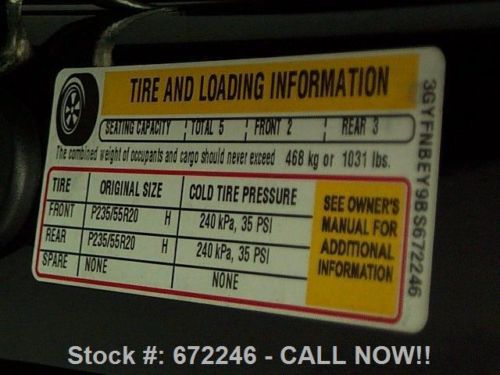 TIRE AND LOADING INFORMATION
SEATING CAPACITY TOTAL 5 FRONT 2 REAR 3
The combined weight of occupants and cargo should never exceed 468 kg or 1031 lbs.
TIRE ORIGINAL SIZE COLD TIRE PRESSURE
FRONT P235/55R20 H 240 kPa, 35 PSI
REAR P235/55R20 H 240 kPa, 35 PSI
SPARE NONE NONE
SEE OWNER'S
MANUAL FOR
ADDITIONAL
INFORMATION
3GYFNBEY9BS672246
Stock #: 672246 - CALL NOW!!